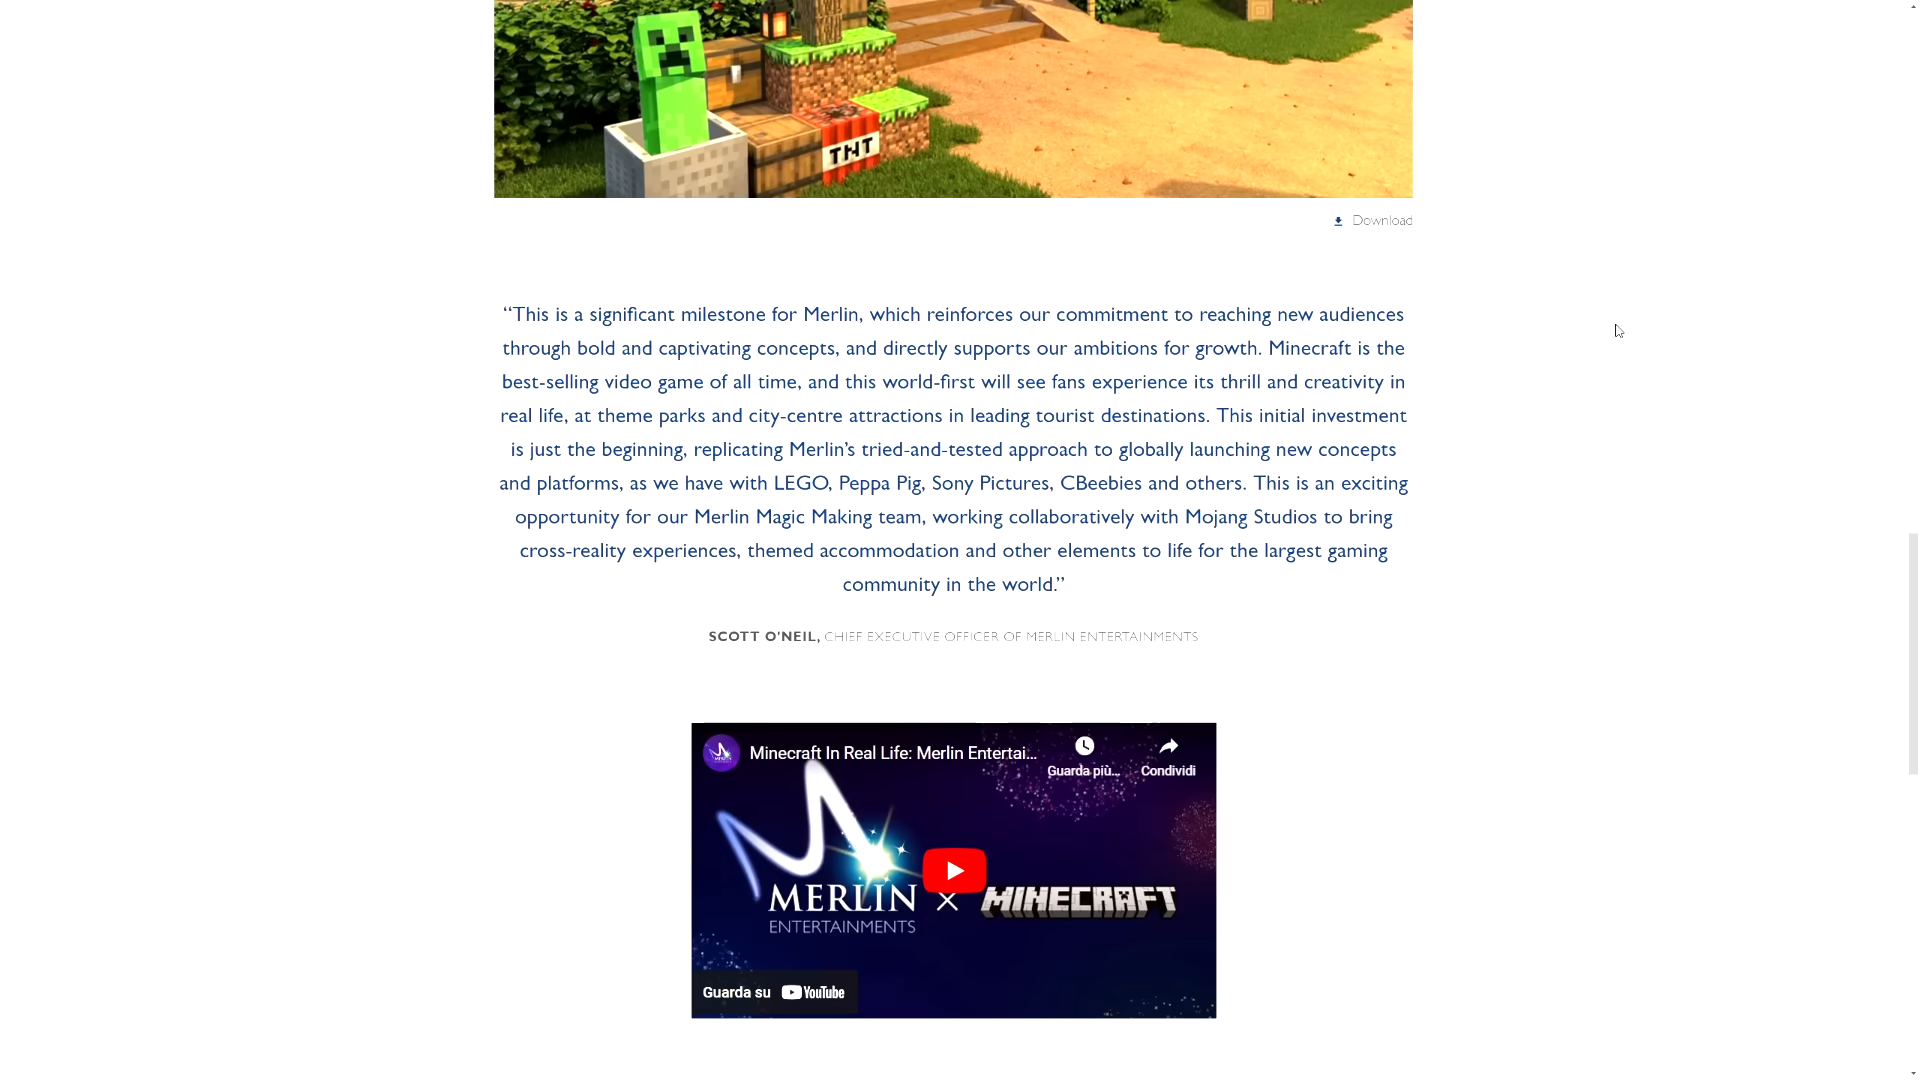 TNT
Download
“This is a significant milestone for Merlin, which reinforces our commitment to reaching new audiences
through bold and captivating concepts, and directly supports our ambitions for growth. Minecraft is the
best-selling video game of all time, and this world-first will see fans experience its thrill and creativity in
real life, at theme parks and city-centre attractions in leading tourist destinations. This initial investment
is just the beginning, replicating Merlin’s tried-and-tested approach to globally launching new concepts
and platforms, as we have with LEGO, Peppa Pig, Sony Pictures, CBeebies and others. This is an exciting
opportunity for our Merlin Magic Making team, working collaboratively with Mojang Studios to bring
cross-reality experiences, themed accommodation and other elements to life for the largest gaming
community in the world.”
SCOTT O'NEIL, CHIEF EXECUTIVE OFFICER OF MERLIN ENTERTAINMENTS
Minecraft In Real Life: Merlin Entertai...
Guarda più...
Condividi
MERLIN × MINECRAFT
ENTERTAINMENTS
Guarda su YouTube